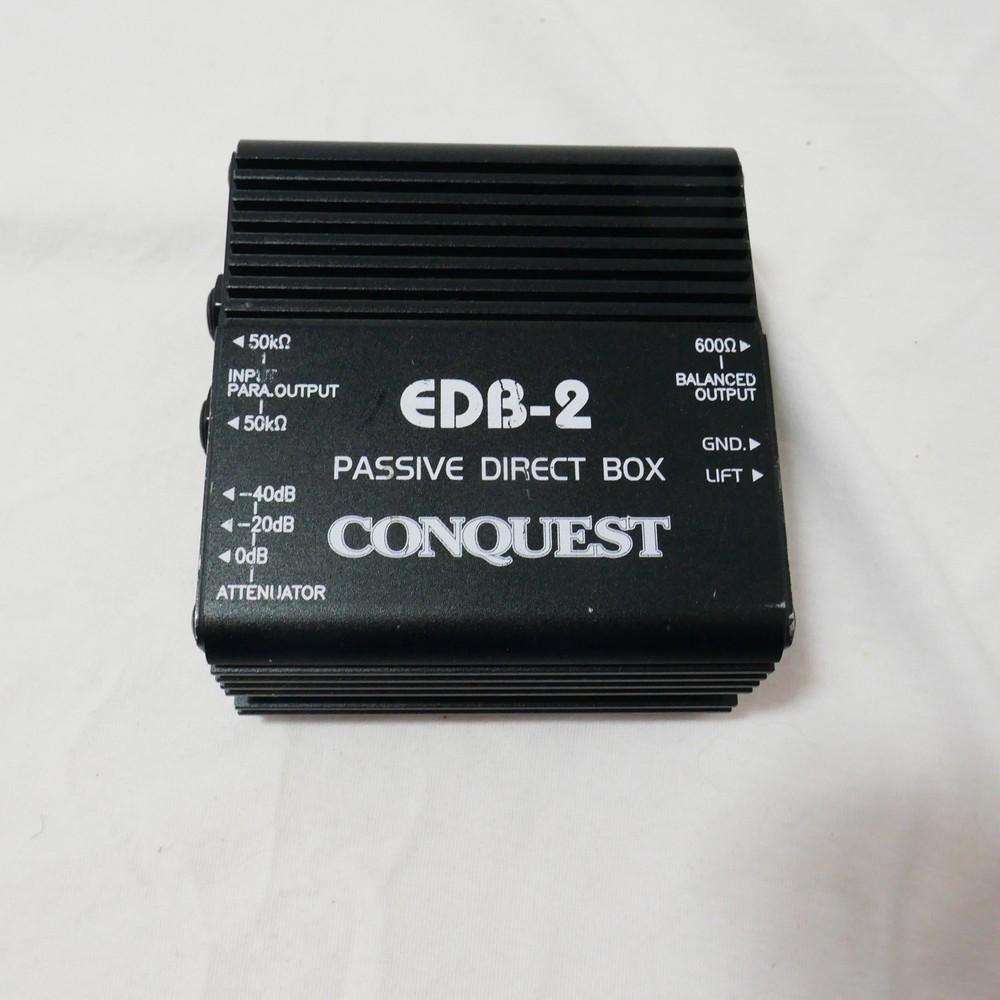 ◀50kΩ
INPUT
PARA.OUTPUT
◀50kΩ
◀-40dB
◀-20dB
◀0dB
ATTENUATOR
EDB-2
PASSIVE DIRECT BOX
CONQUEST
600Ω▶
BALANCED
OUTPUT
GND.▶
LIFT▶